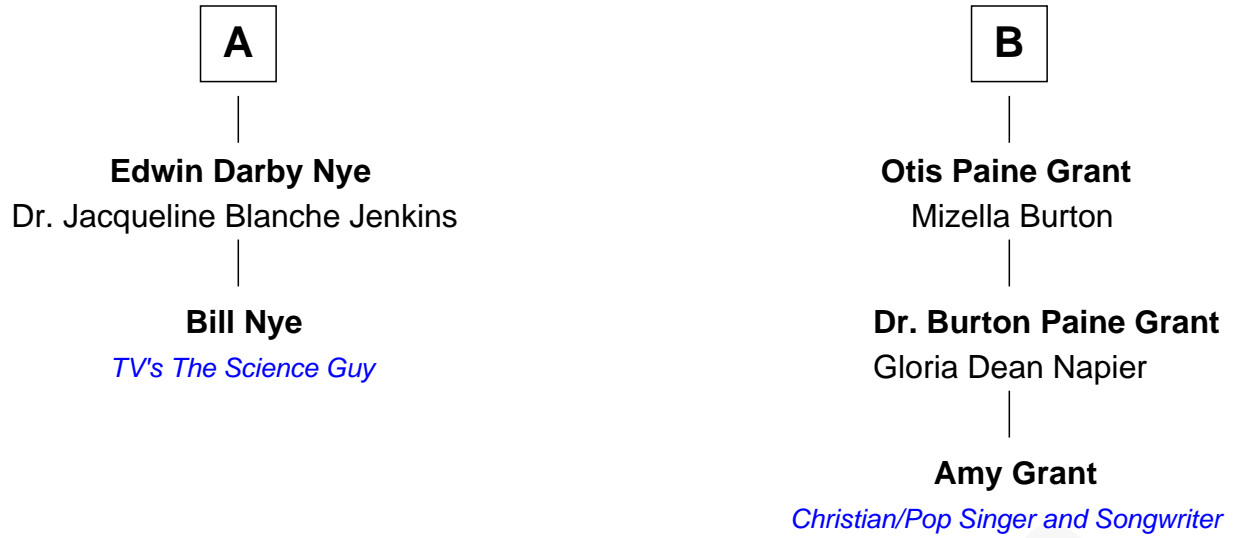 A
Edwin Darby Nye
Dr. Jacqueline Blanche Jenkins
Bill Nye
TV's The Science Guy
B
Otis Paine Grant
Mizella Burton
Dr. Burton Paine Grant
Gloria Dean Napier
Amy Grant
Christian/Pop Singer and Songwriter